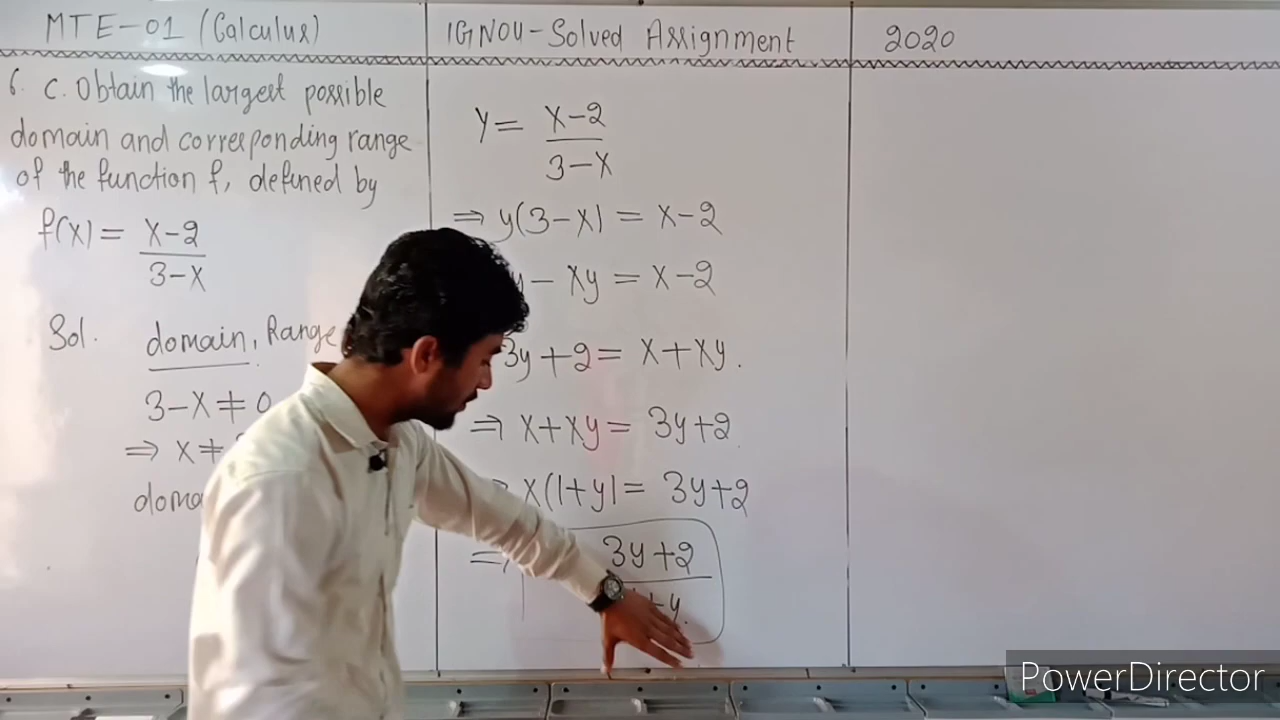 MTE-01 (Calculus)
IGNOU-Solved Assignment
2020
6. C. Obtain the largest possible
domain and corresponding range
of the function f, defined by
f(x) = x-2
3-x
Sol. domain, Range
3-x ≠ 0
⇒ x ≠
y = x-2
3-x
⇒ y(3-x) = x-2
- xy = x-2
3y+2 = x+xy.
⇒ x+xy = 3y+2
x(1+y) = 3y+2
⇒ 3y+2
+y.
PowerDirector